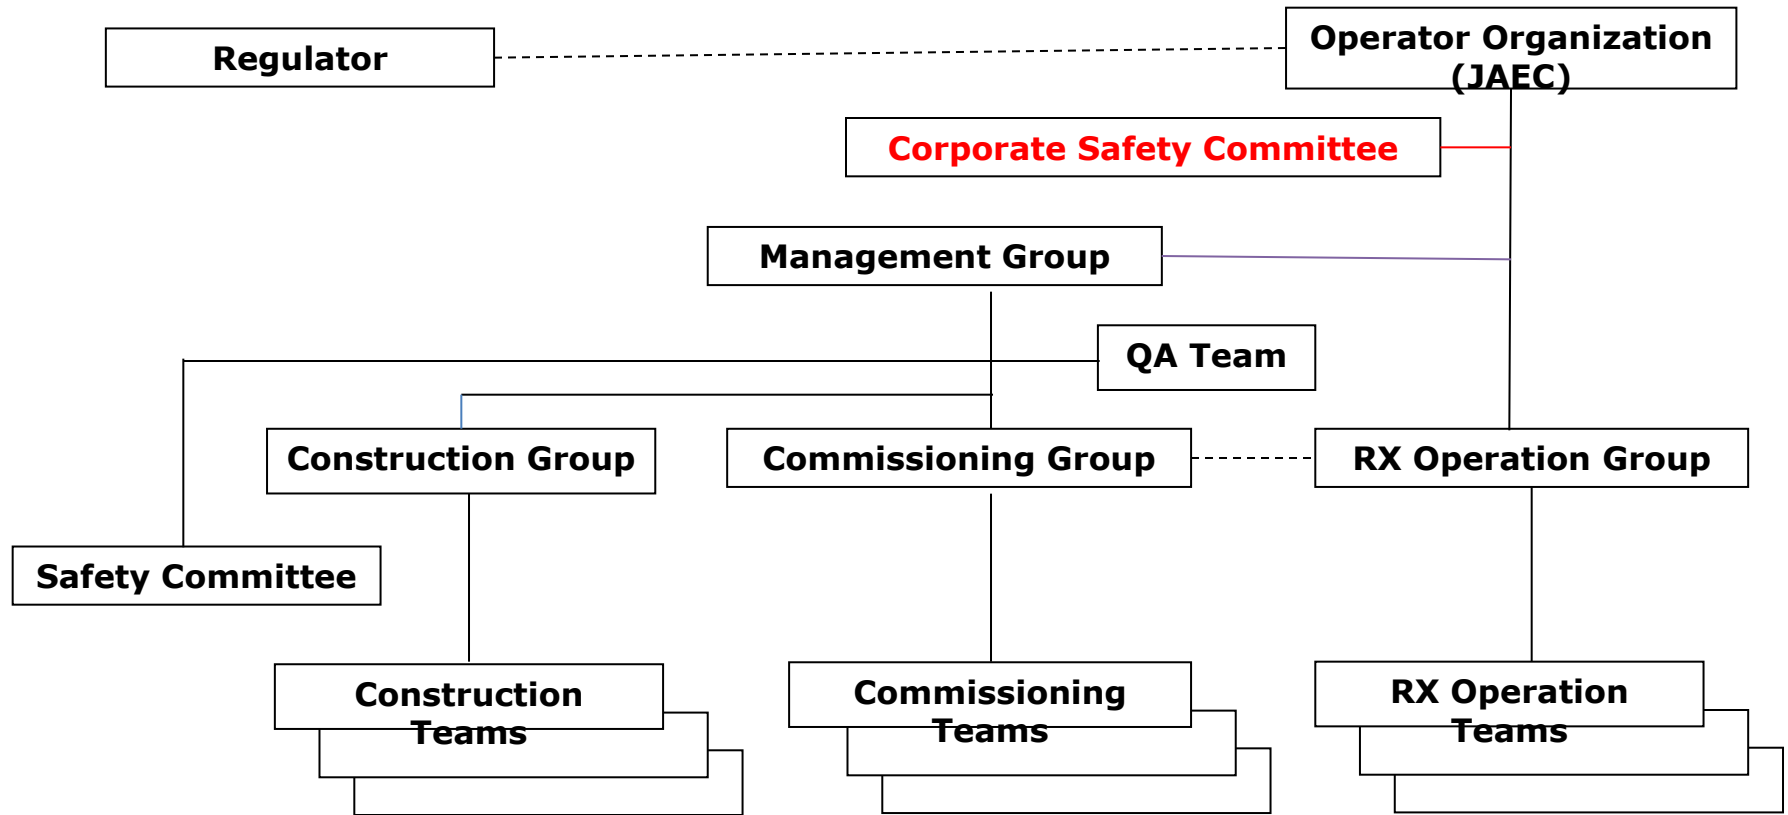 Regulator
Operator Organization
(JAEC)
Corporate Safety Committee
Management Group
QA Team
Construction Group
Commissioning Group
RX Operation Group
Safety Committee
Construction
Teams
Commissioning
Teams
RX Operation
Teams